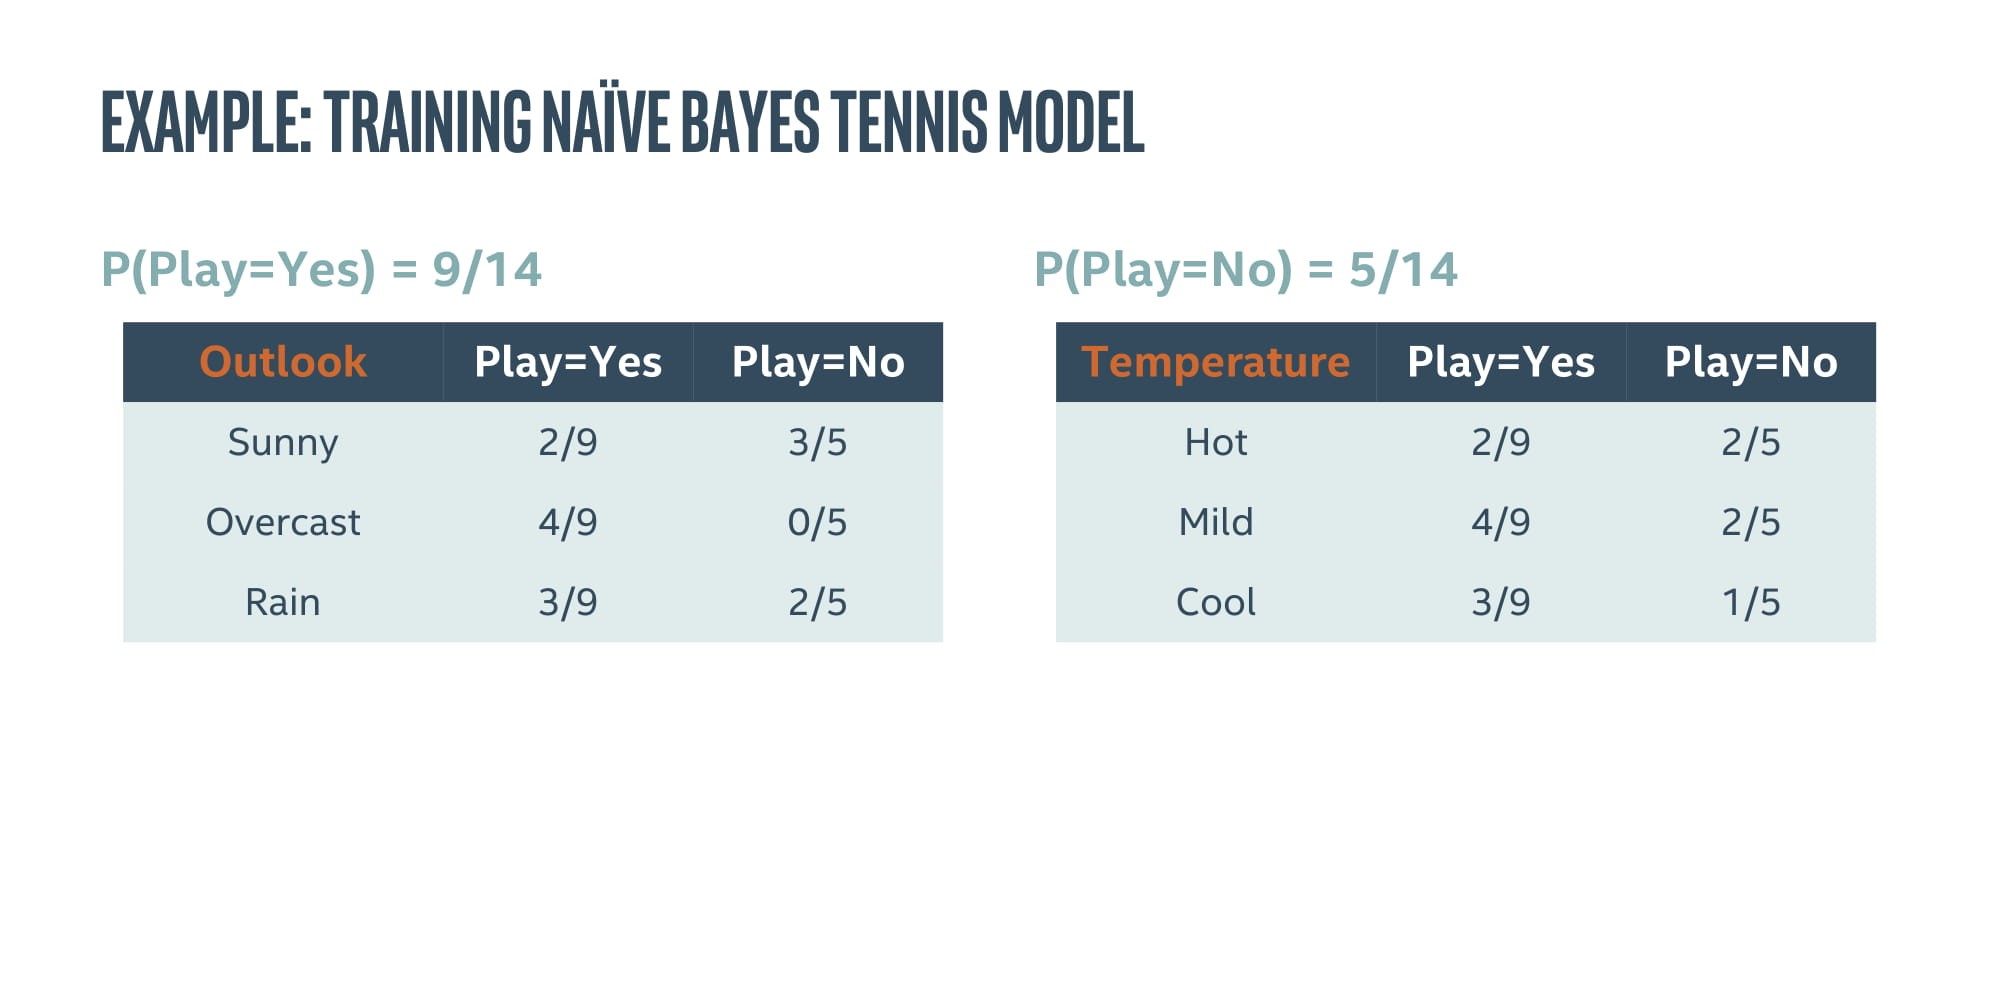 EXAMPLE: TRAINING NAÏVE BAYES TENNIS MODEL
P(Play=Yes) = 9/14
Outlook Play=Yes Play=No
Sunny 2/9 3/5
Overcast 4/9 0/5
Rain 3/9 2/5
P(Play=No) = 5/14
Temperature Play=Yes Play=No
Hot 2/9 2/5
Mild 4/9 2/5
Cool 3/9 1/5